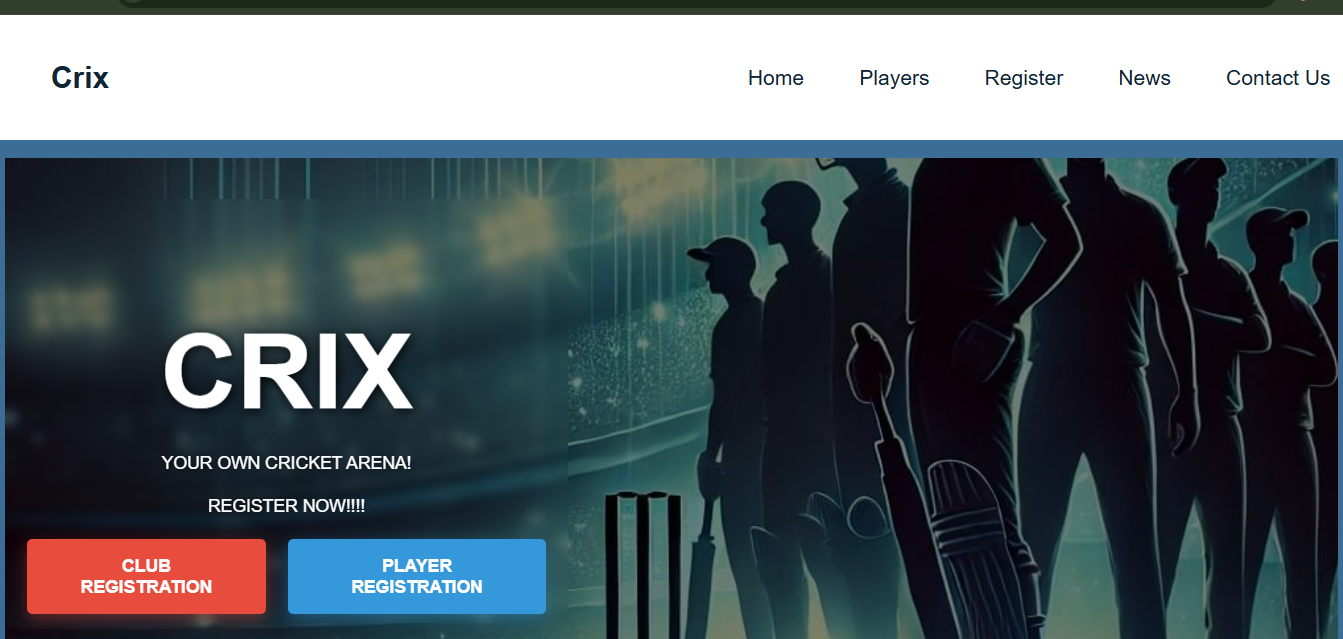 Crix
Home Players Register News Contact Us
CRIX
YOUR OWN CRICKET ARENA!
REGISTER NOW!!!!
CLUB
REGISTRATION
PLAYER
REGISTRATION